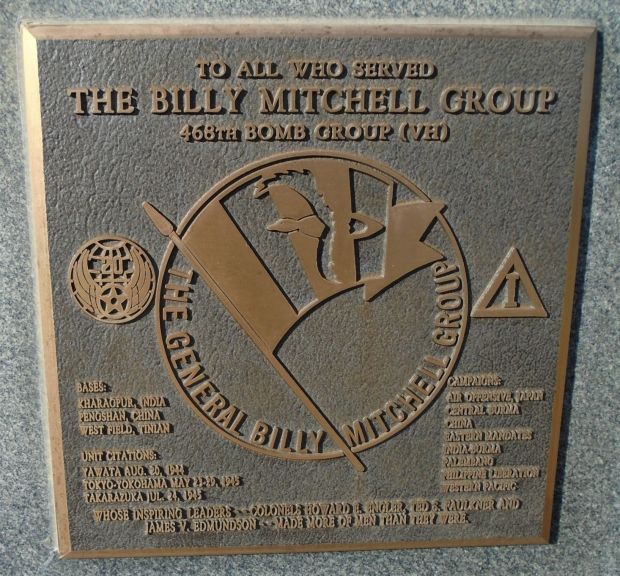 TO ALL WHO SERVED
THE BILLY MITCHELL GROUP
468TH BOMB GROUP (VH)
20
I
THE GENERAL BILLY MITCHELL GROUP
BASES:
KHARAGPUR, INDIA
PENGSHAN, CHINA
WEST FIELD, TINIAN
UNIT CITATIONS:
YAWATA AUG. 20, 1944
TOKYO-YOKOHAMA MAY 23-29, 1945
TAKARAZUKA JUL. 24, 1945
CAMPAIGNS:
AIR OFFENSIVE, JAPAN
CENTRAL BURMA
CHINA
EASTERN MANDATES
INDIA-BURMA
PALEMBANG
PHILIPPINE LIBERATION
WESTERN PACIFIC
WHOSE INSPIRING LEADERS --- COLONELS HOWARD E. ENGLER, TED S. FAULKNER AND
JAMES V. EDMUNDSON --- MADE MORE OF MEN THAN THEY WERE.